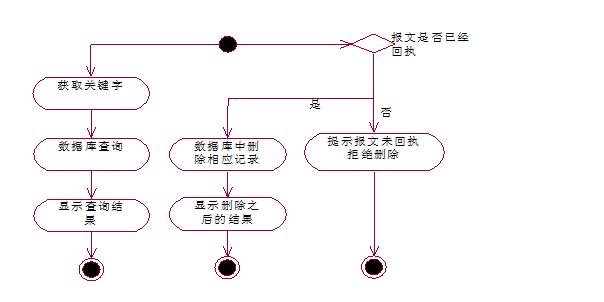 报文是否已经
回执
获取关键字
是
否
数据库查询
数据库中删
除相应记录
提示报文未回执
拒绝删除
显示查询结
果
显示删除之
后的结果